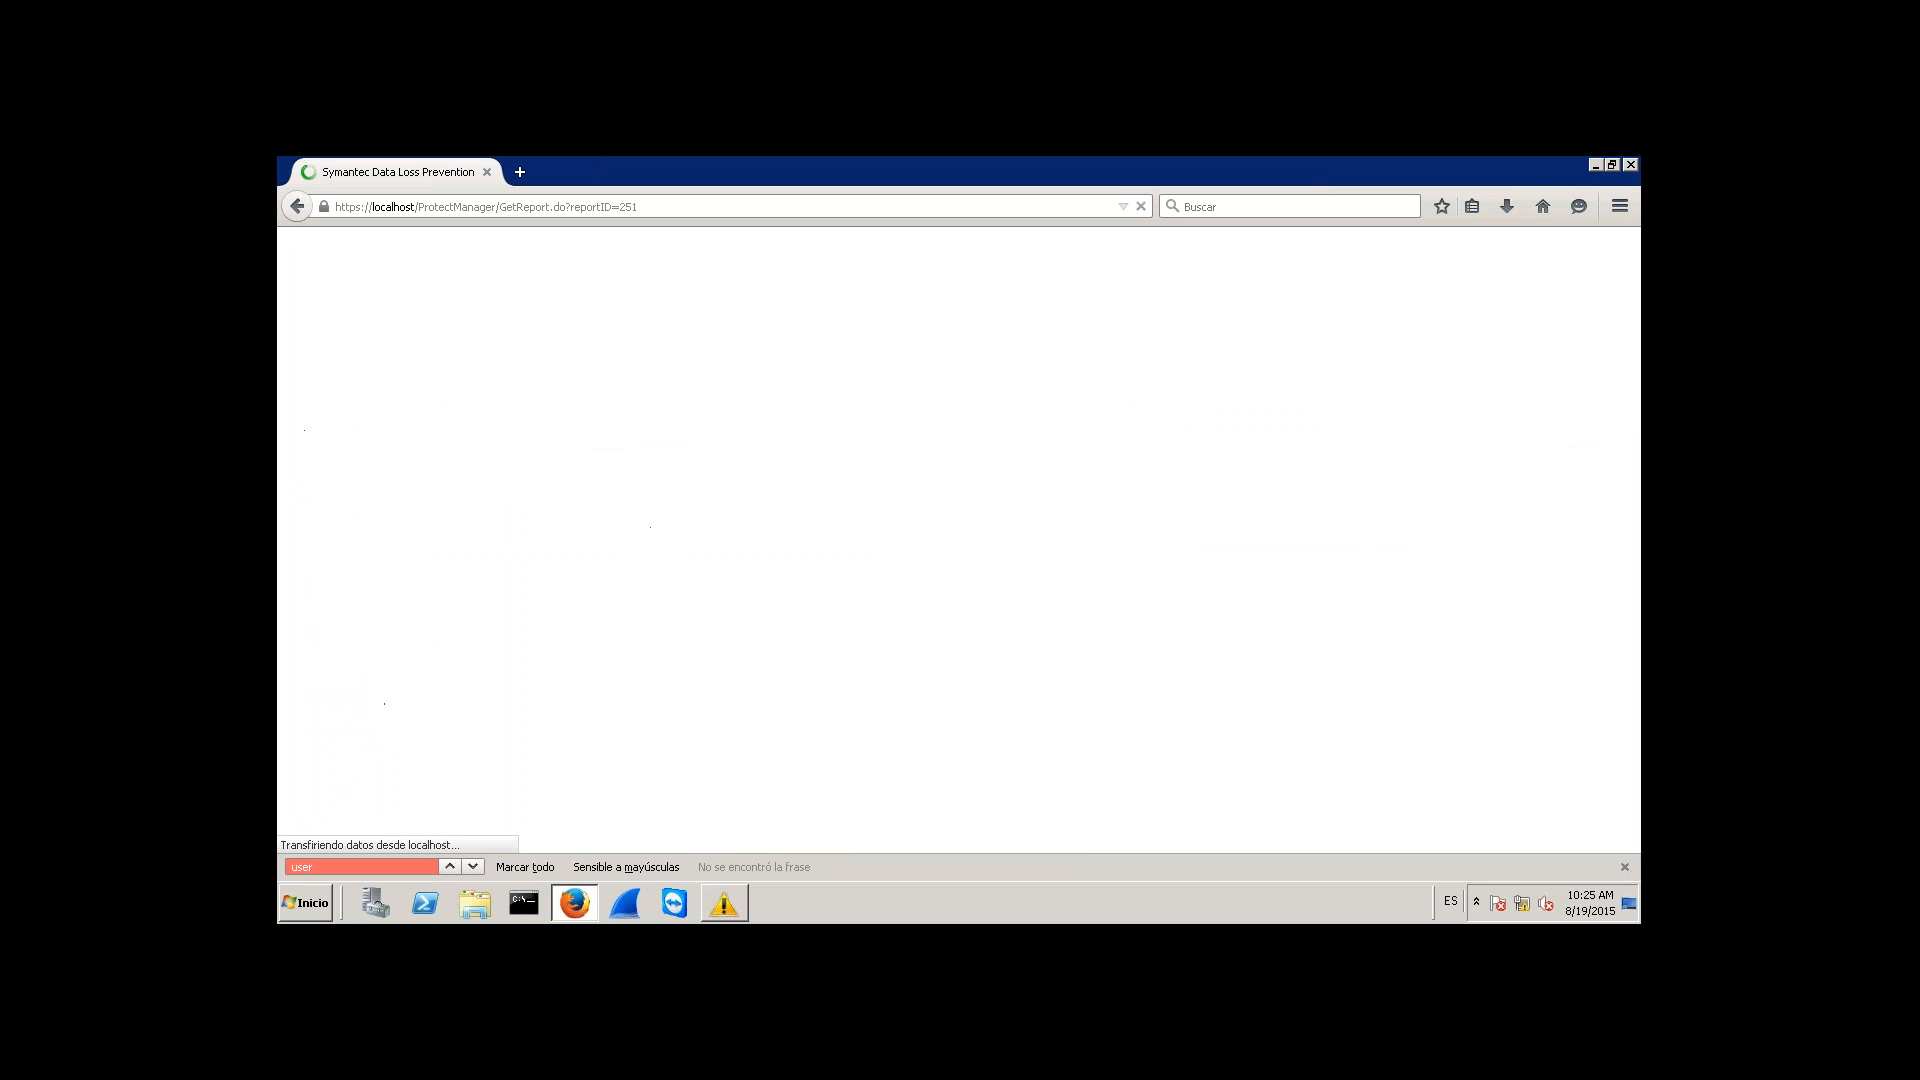 Symantec Data Loss Prevention
https://localhost/ProtectManager/GetReport.do?reportID=251
Buscar
Transfiriendo datos desde localhost...
user
Marcar todo
Sensible a mayúsculas
No se encontró la frase
Inicio
C:\_
ES
10:25 AM
8/19/2015